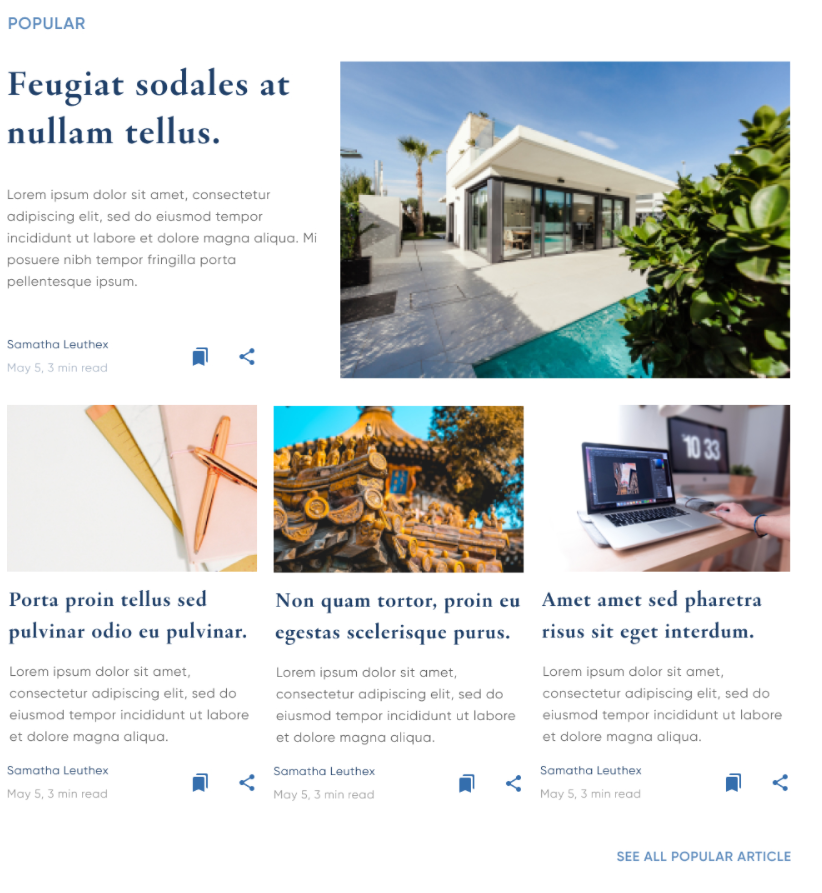 POPULAR
Feugiat sodales at
nullam tellus.
Lorem ipsum dolor sit amet, consectetur
adipiscing elit, sed do eiusmod tempor
incididunt ut labore et dolore magna aliqua. Mi
posuere nibh tempor fringilla porta
pellentesque ipsum.
Samatha Leuthex
May 5, 3 min read
10 33
Porta proin tellus sed
pulvinar odio eu pulvinar.
Lorem ipsum dolor sit amet,
consectetur adipiscing elit, sed do
eiusmod tempor incididunt ut labore
et dolore magna aliqua.
Samatha Leuthex
May 5, 3 min read
Non quam tortor, proin eu
egestas scelerisque purus.
Lorem ipsum dolor sit amet,
consectetur adipiscing elit, sed do
eiusmod tempor incididunt ut labore
et dolore magna aliqua.
Samatha Leuthex
May 5, 3 min read
Amet amet sed pharetra
risus sit eget interdum.
Lorem ipsum dolor sit amet,
consectetur adipiscing elit, sed do
eiusmod tempor incididunt ut labore
et dolore magna aliqua.
Samatha Leuthex
May 5, 3 min read
SEE ALL POPULAR ARTICLE